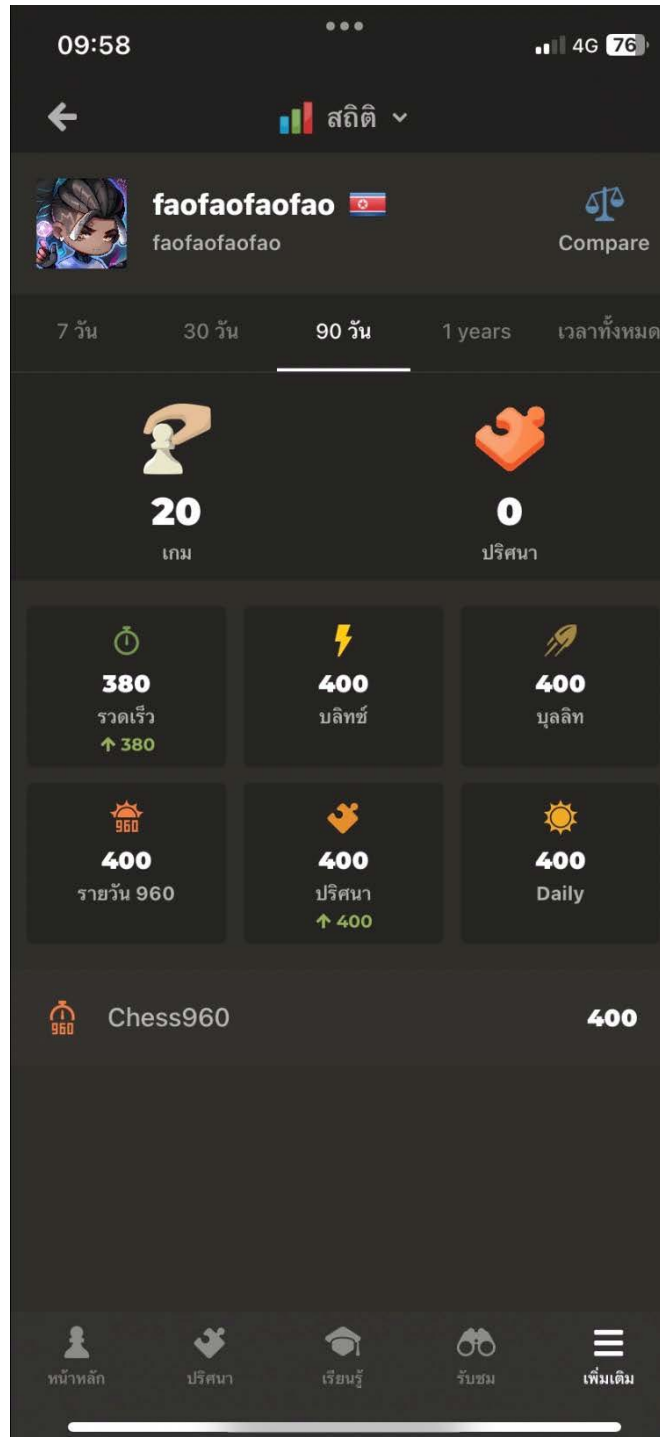 09:58
4G 76
สถิติ
faofaofaofao
faofaofaofao
Compare
7 วัน 30 วัน 90 วัน 1 years เวลาทั้งหมด
20 0
เกม ปริศนา
380 400 400
รวดเร็ว บลิทซ์ บุลลิท
↑ 380
960
400 400 400
รายวัน 960 ปริศนา Daily
↑ 400
960 Chess960 400
หน้าหลัก ปริศนา เรียนรู้ รับชม เพิ่มเติม